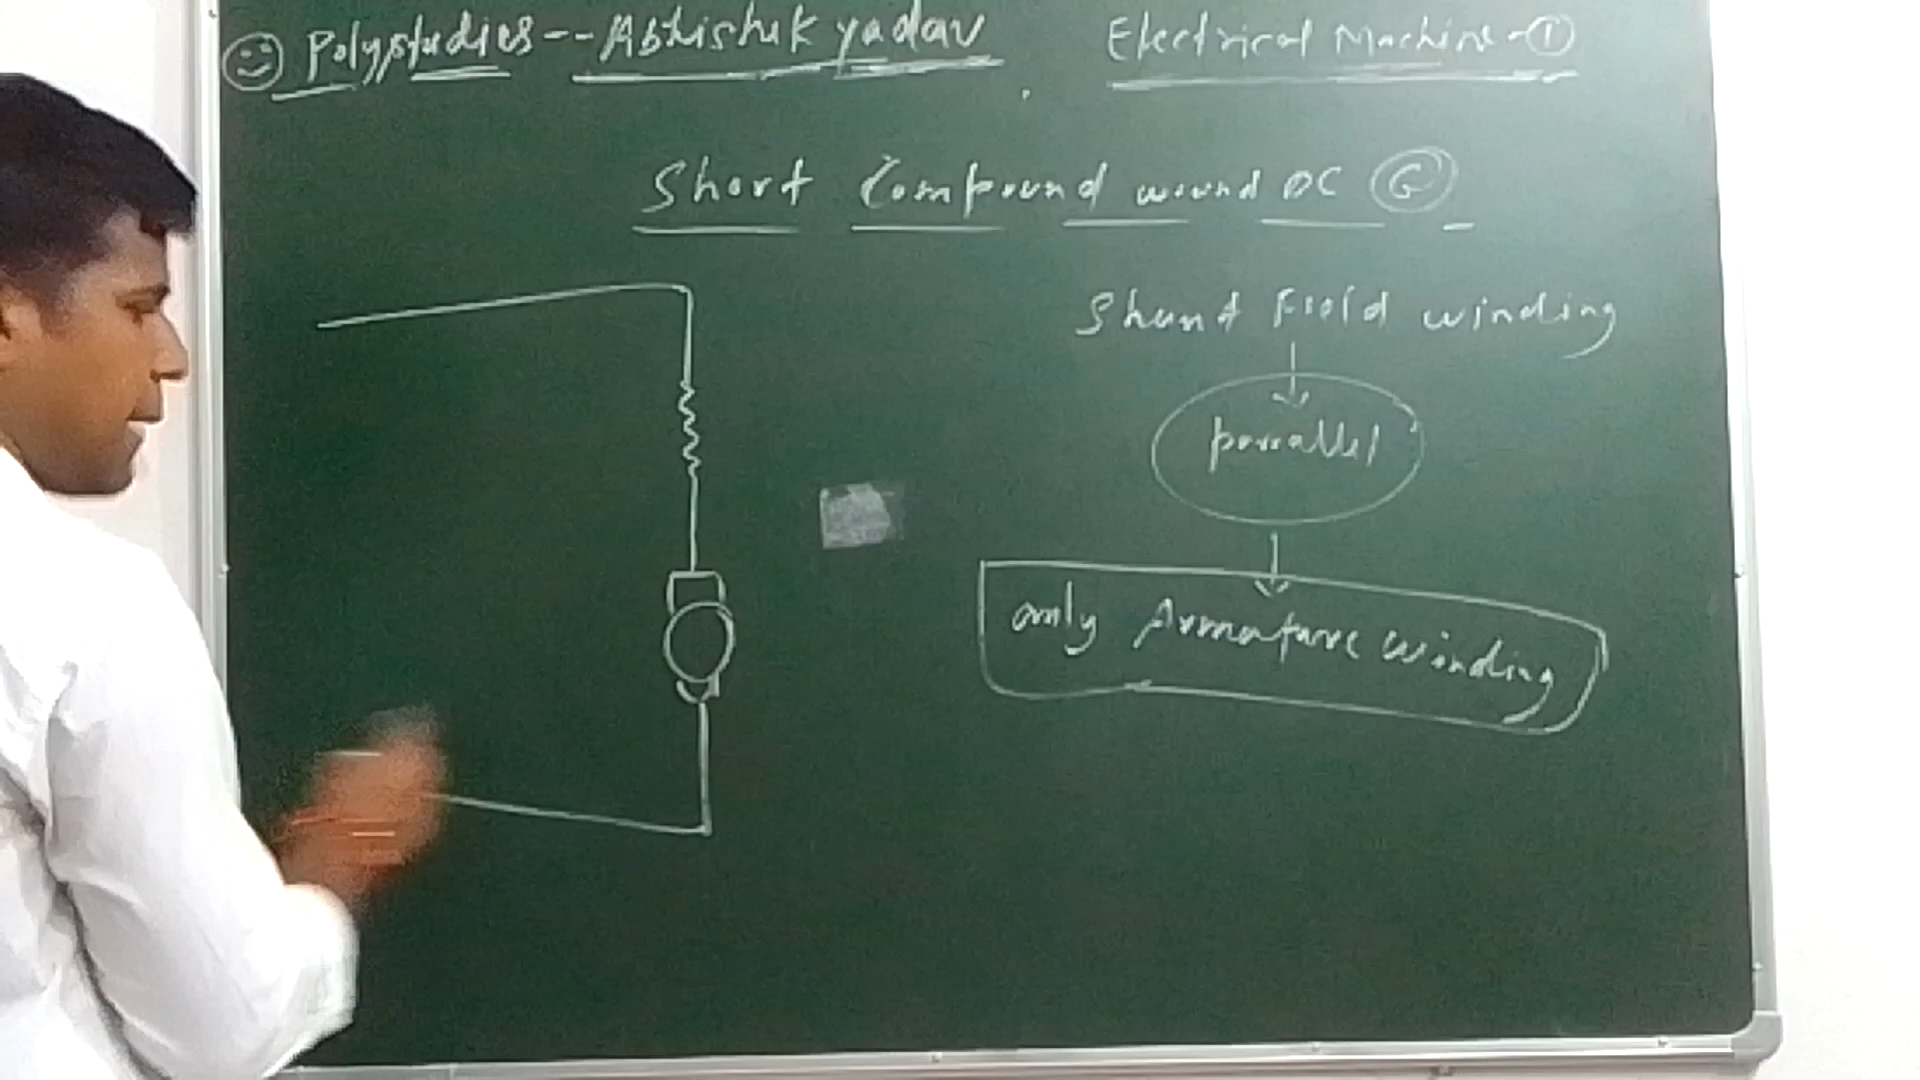 Polystudies -- Abhishek yadav Electrical Machine - 1
Short Compound wound DC G
Shunt Field winding
parallel
only Armature winding